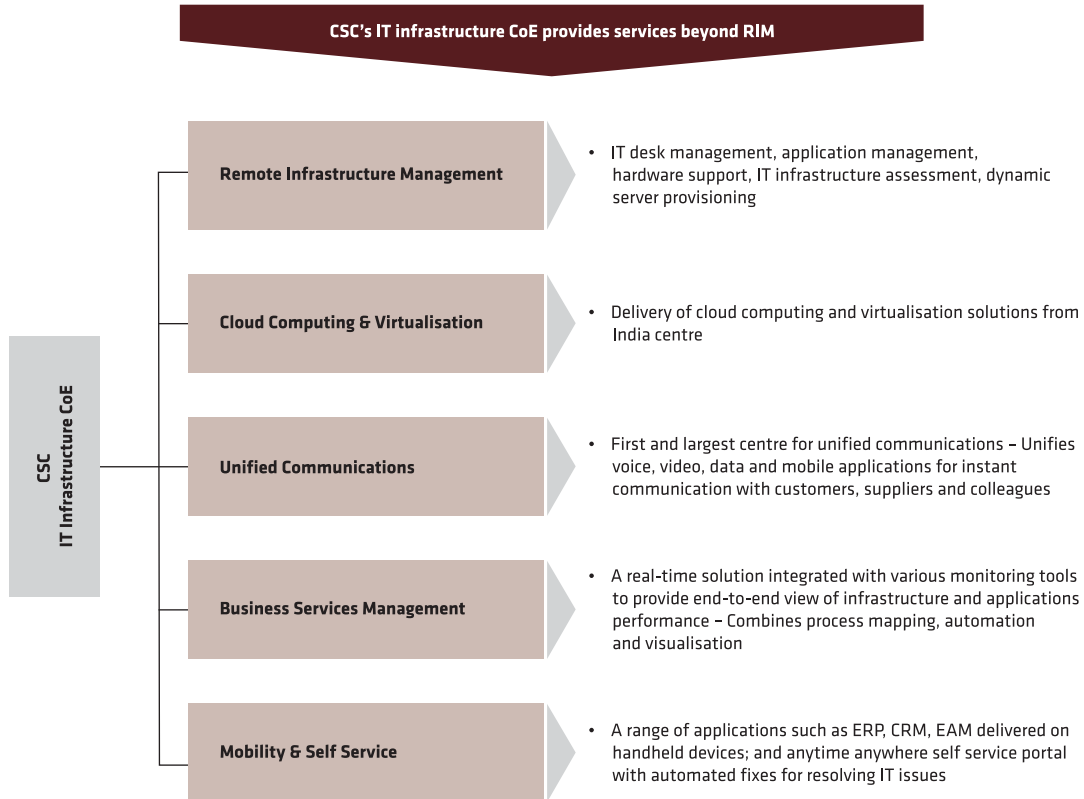 CSC's IT infrastructure CoE provides services beyond RIM
CSC
IT Infrastructure CoE
Remote Infrastructure Management
• IT desk management, application management,
hardware support, IT infrastructure assessment, dynamic
server provisioning
Cloud Computing & Virtualisation
• Delivery of cloud computing and virtualisation solutions from
India centre
Unified Communications
• First and largest centre for unified communications – Unifies
voice, video, data and mobile applications for instant
communication with customers, suppliers and colleagues
Business Services Management
• A real-time solution integrated with various monitoring tools
to provide end-to-end view of infrastructure and applications
performance – Combines process mapping, automation
and visualisation
Mobility & Self Service
• A range of applications such as ERP, CRM, EAM delivered on
handheld devices; and anytime anywhere self service portal
with automated fixes for resolving IT issues